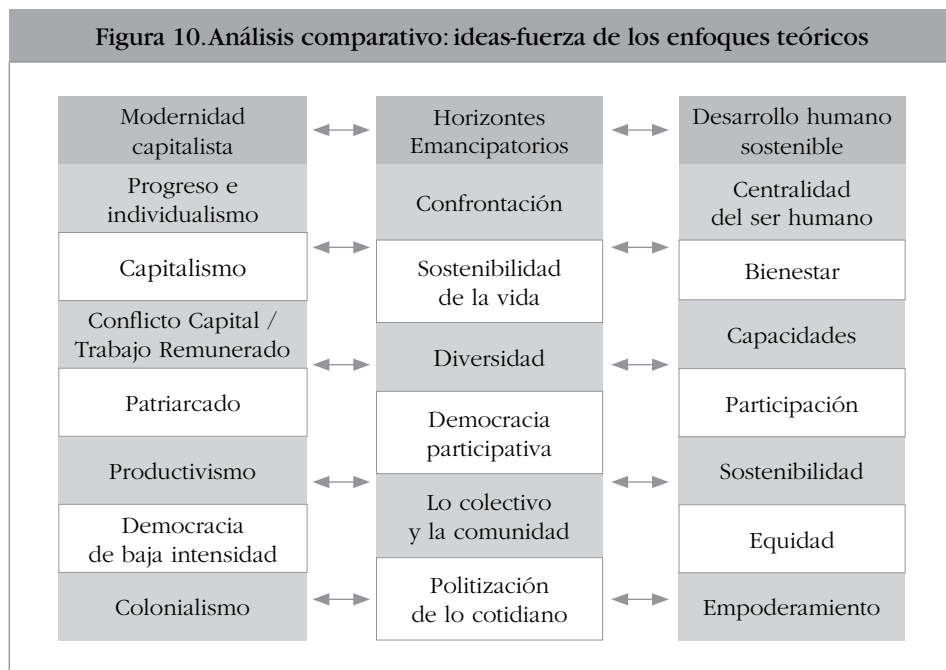 Figura 10. Análisis comparativo: ideas-fuerza de los enfoques teóricos
Modernidad
capitalista
Progreso e
individualismo
Capitalismo
Conflicto Capital /
Trabajo Remunerado
Patriarcado
Productivismo
Democracia
de baja intensidad
Colonialismo
Horizontes
Emancipatorios
Confrontación
Sostenibilidad
de la vida
Diversidad
Democracia
participativa
Lo colectivo
y la comunidad
Politización
de lo cotidiano
Desarrollo humano
sostenible
Centralidad
del ser humano
Bienestar
Capacidades
Participación
Sostenibilidad
Equidad
Empoderamiento